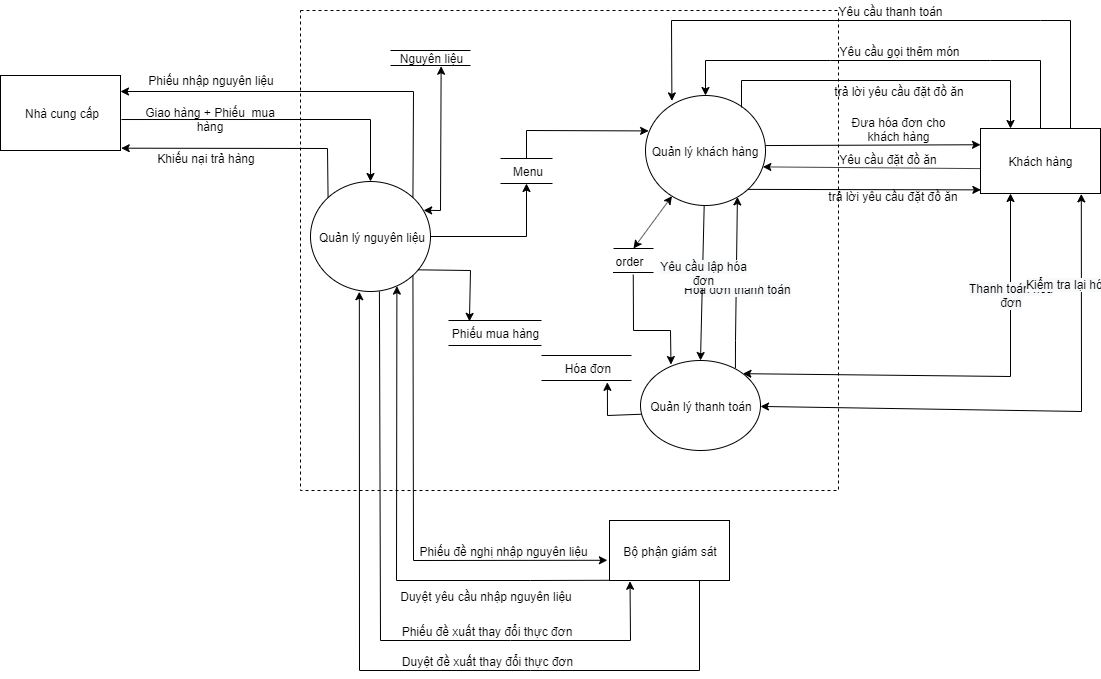 Yêu cầu thanh toán
Yêu cầu gọi thêm món
Nguyên liệu
Phiếu nhập nguyên liệu
trả lời yêu cầu đặt đồ ăn
Nhà cung cấp
Giao hàng + Phiếu mua
hàng
Đưa hóa đơn cho
khách hàng
Quản lý khách hàng
Khiếu nại trả hàng
Yêu cầu đặt đồ ăn
Khách hàng
Menu
trả lời yêu cầu đặt đồ ăn
Quản lý nguyên liệu
order
Yêu cầu lập hóa
đơn
Hóa đơn thanh toán
Thanh toán
đơn
Kiểm tra lại
Phiếu mua hàng
Hóa đơn
Quản lý thanh toán
Phiếu đề nghị nhập nguyên liệu
Bộ phận giám sát
Duyệt yêu cầu nhập nguyên liệu
Phiếu đề xuất thay đổi thực đơn
Duyệt đề xuất thay đổi thực đơn